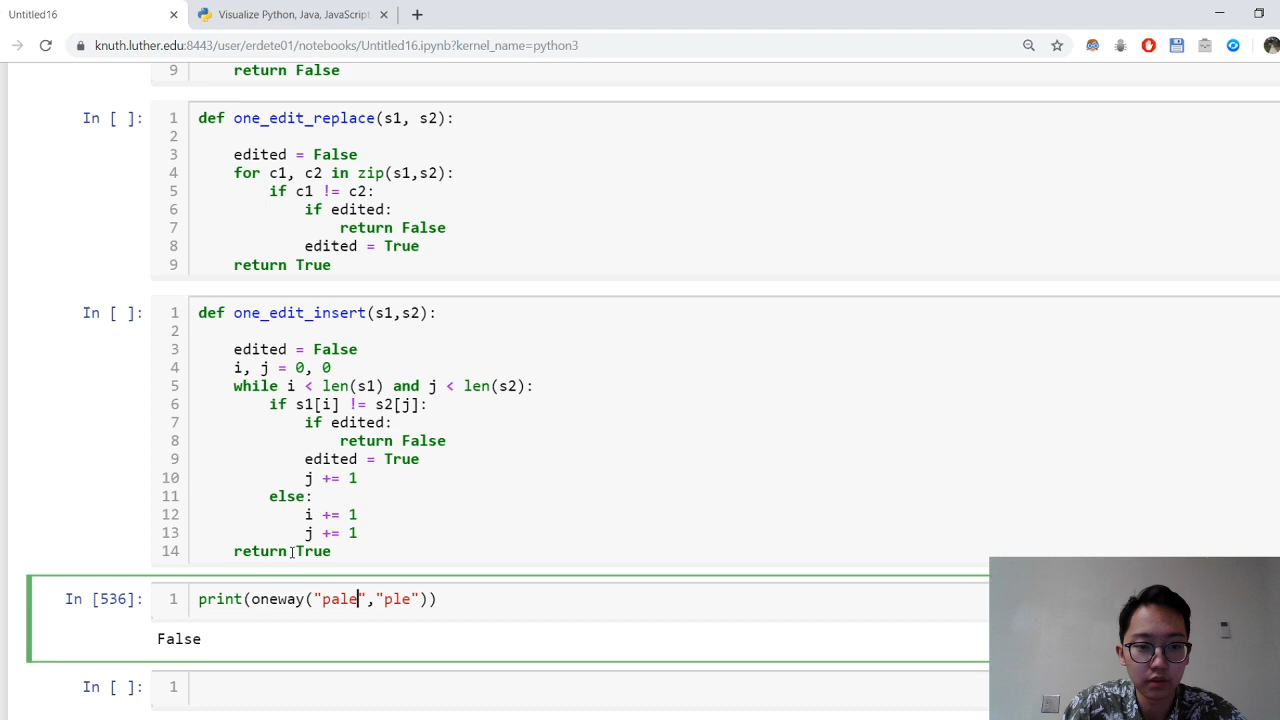 Untitled16
Visualize Python, Java, JavaScript,
knuth.luther.edu:8443/user/erdete01/notebooks/Untitled16.ipynb?kernel_name=python3
9 return False
In [ ]: 1 def one_edit_replace(s1, s2):
2
3 edited = False
4 for c1, c2 in zip(s1,s2):
5 if c1 != c2:
6 if edited:
7 return False
8 edited = True
9 return True
In [ ]: 1 def one_edit_insert(s1,s2):
2
3 edited = False
4 i, j = 0, 0
5 while i < len(s1) and j < len(s2):
6 if s1[i] != s2[j]:
7 if edited:
8 return False
9 edited = True
10 j += 1
11 else:
12 i += 1
13 j += 1
14 return True
In [536]: 1 print(oneway("pale","ple"))
False
In [ ]: 1